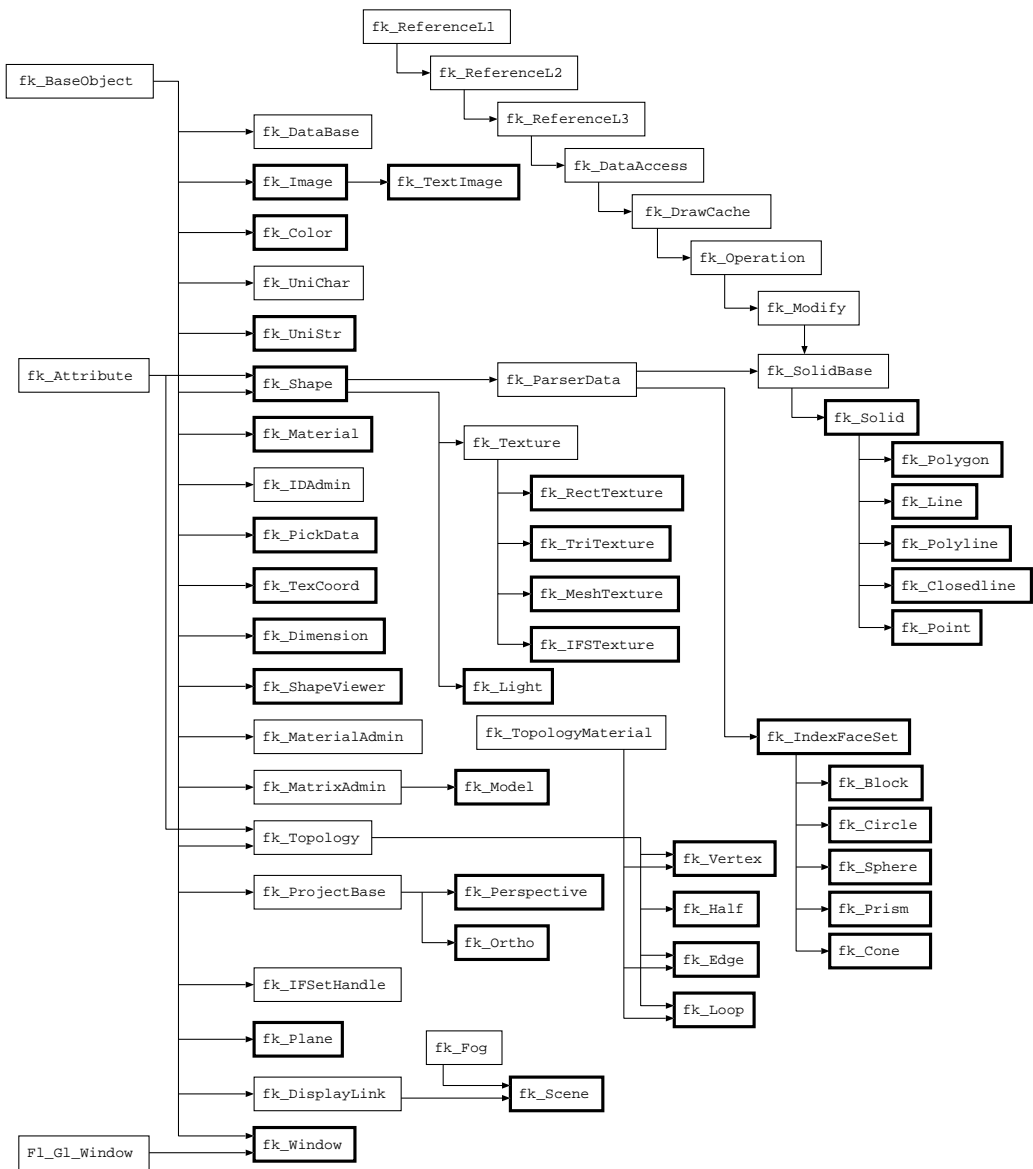 fk_ReferenceL1
fk_BaseObject
fk_ReferenceL2
fk_ReferenceL3
fk_DataBase
fk_DataAccess
fk_Image
fk_TextImage
fk_DrawCache
fk_Color
fk_Operation
fk_UniChar
fk_Modify
fk_UniStr
fk_Attribute
fk_Shape
fk_ParserData
fk_SolidBase
fk_Solid
fk_Material
fk_Texture
fk_Polygon
fk_IDAdmin
fk_RectTexture
fk_Line
fk_PickData
fk_TriTexture
fk_Polyline
fk_TexCoord
fk_MeshTexture
fk_Closedline
fk_Dimension
fk_IFSTexture
fk_Point
fk_ShapeViewer
fk_Light
fk_MaterialAdmin
fk_TopologyMaterial
fk_IndexFaceSet
fk_MatrixAdmin
fk_Model
fk_Block
fk_Topology
fk_Circle
fk_Vertex
fk_Sphere
fk_ProjectBase
fk_Perspective
fk_Half
fk_Prism
fk_Ortho
fk_Edge
fk_Cone
fk_IFSetHandle
fk_Loop
fk_Plane
fk_Fog
fk_DisplayLink
fk_Scene
Fl_Gl_Window
fk_Window